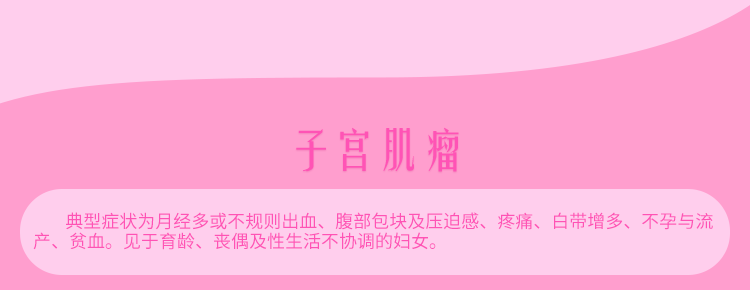 子宫肌瘤
典型症状为月经多或不规则出血、腹部包块及压迫感、疼痛、白带增多、不孕与流
产、贫血。见于育龄、丧偶及性生活不协调的妇女。